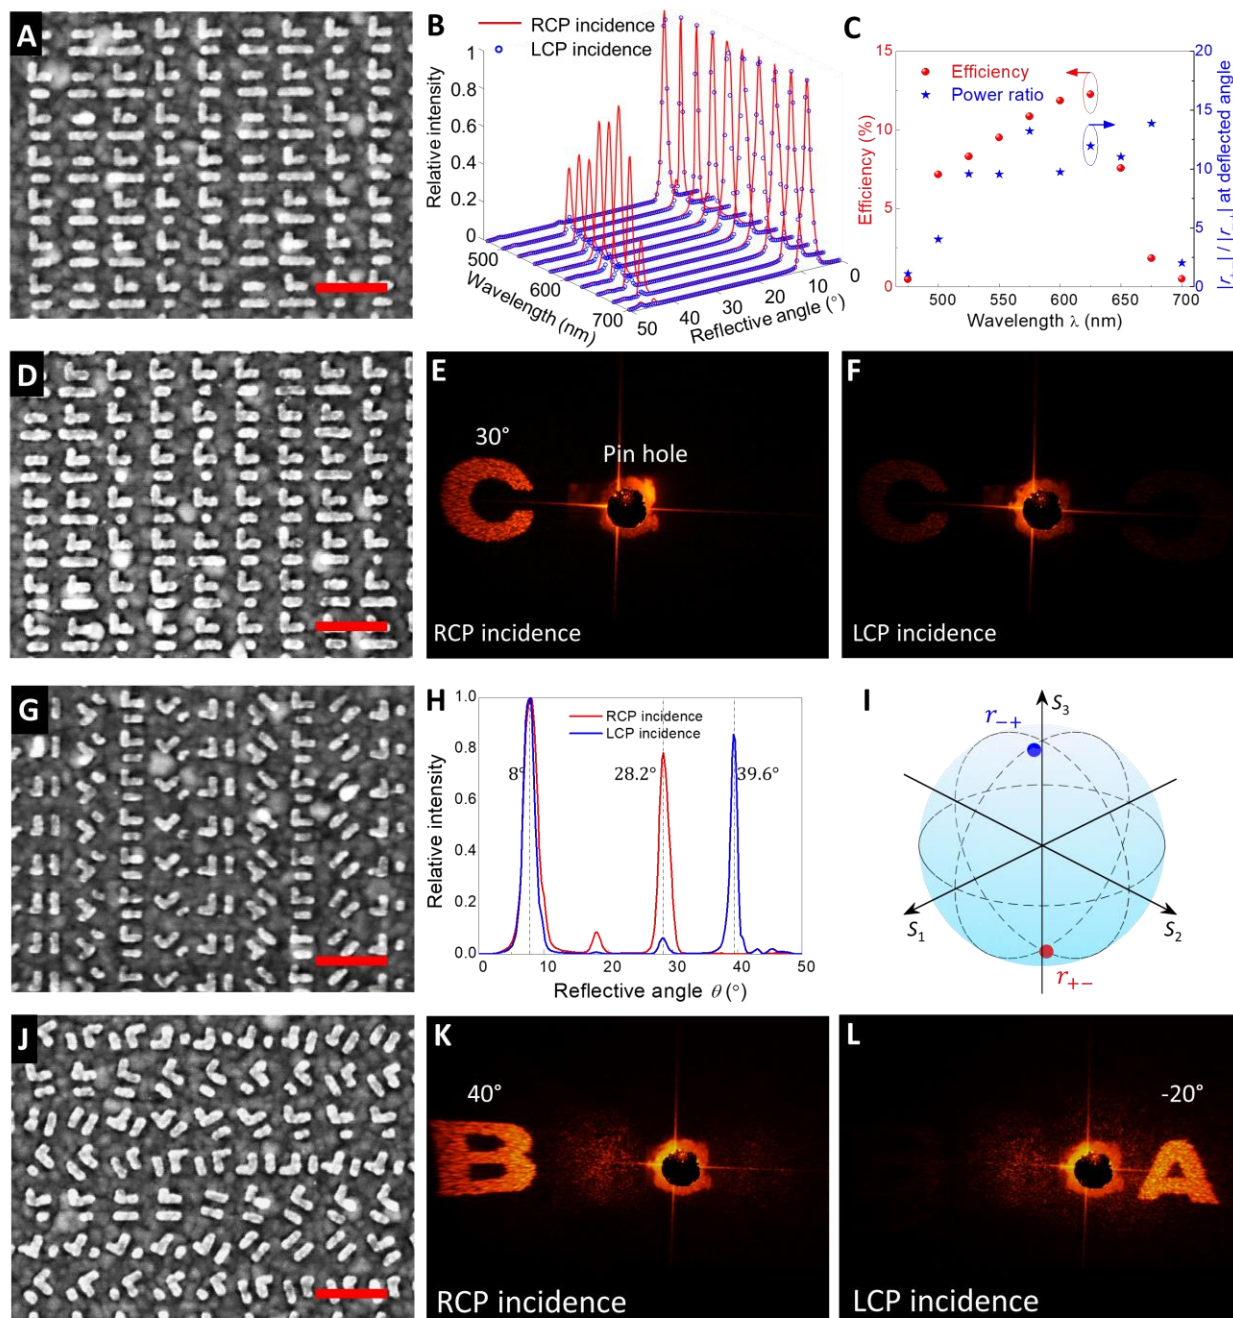 A
B
RCP incidence
LCP incidence
Relative intensity
1
0.8
0.6
0.4
0.2
0
500
600
700
Wavelength (nm)
50
40
30
20
10
0
Reflective angle (°)
C
Efficiency
Power ratio
Efficiency (%)
15
10
5
0
20
15
10
5
0
|r₊₋| / |r₋₊| at deflected angle
500
550
600
650
700
Wavelength λ (nm)
D
E
30°
Pin hole
RCP incidence
F
LCP incidence
G
H
RCP incidence
LCP incidence
Relative intensity
1.0
0.8
0.6
0.4
0.2
0.0
8°
28.2°
39.6°
0
10
20
30
40
50
Reflective angle θ (°)
I
S₃
r₋₊
S₁
S₂
r₊₋
J
K
40°
B
RCP incidence
L
-20°
A
LCP incidence